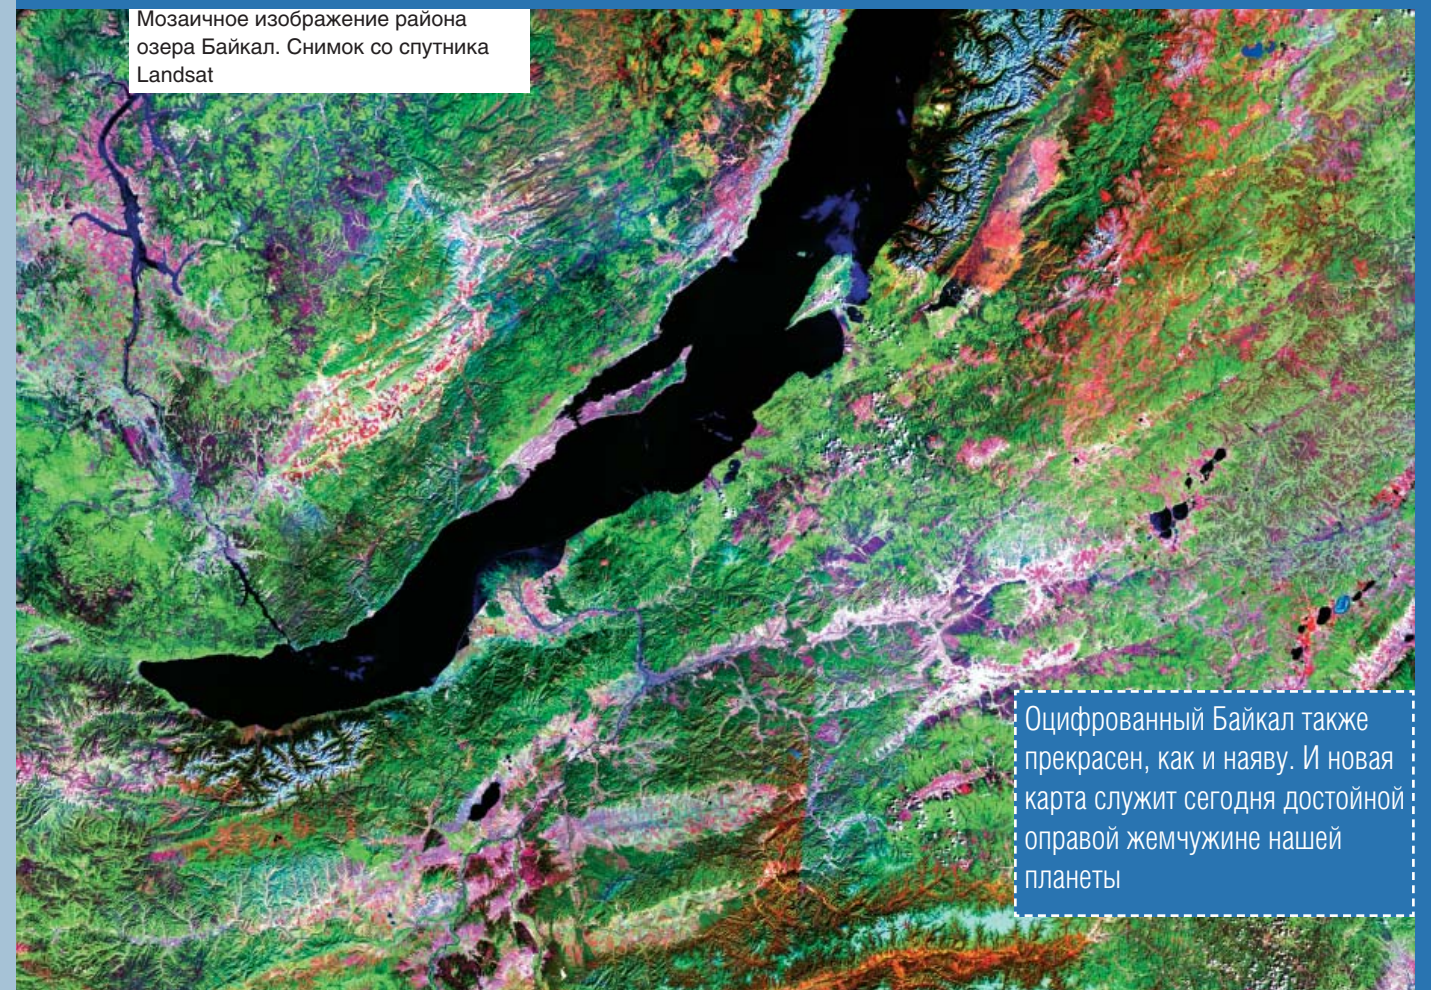 Мозаичное изображение района
озера Байкал. Снимок со спутника
Landsat
Оцифрованный Байкал также
прекрасен, как и наяву. И новая
карта служит сегодня достойной
оправой жемчужине нашей
планеты